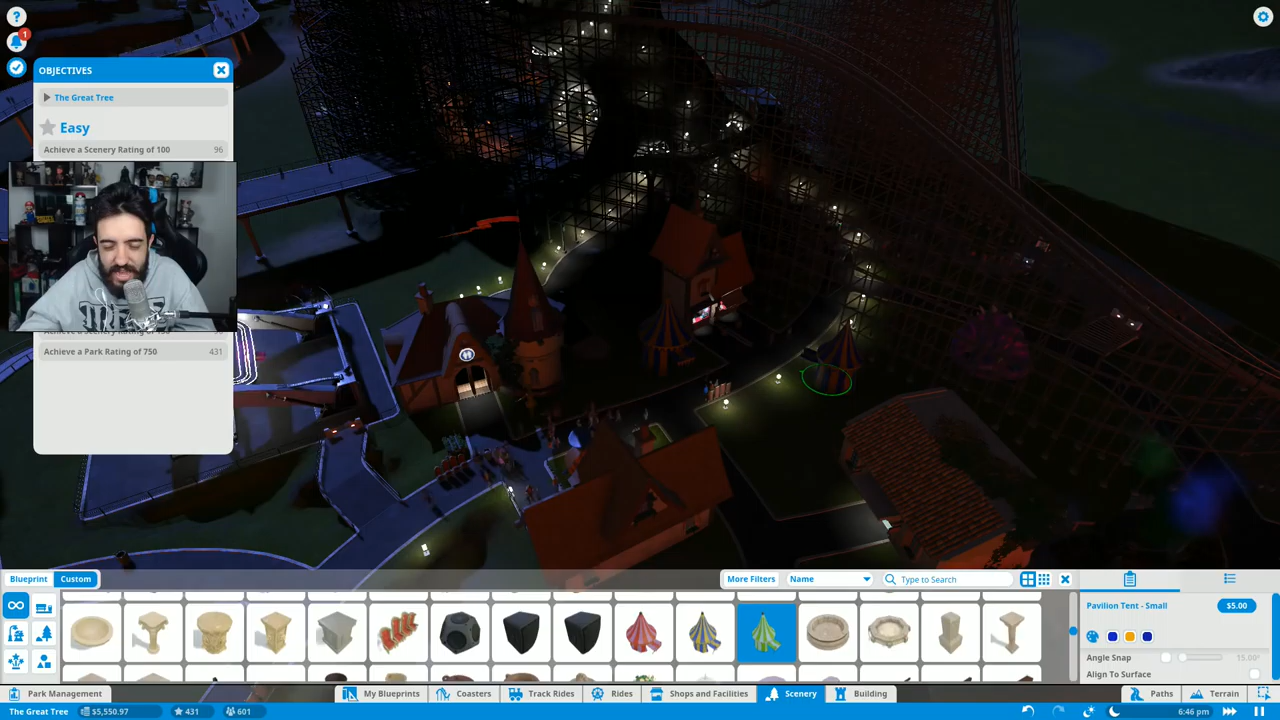 ?
1
OBJECTIVES
The Great Tree
Easy
Achieve a Scenery Rating of 100 96
Achieve a Park Rating of 750 431
Blueprint Custom More Filters Name Type to Search
Pavilion Tent - Small $5.00
Angle Snap 15.00°
Align To Surface
Park Management My Blueprints Coasters Track Rides Rides Shops and Facilities Scenery Building Paths Terrain
The Great Tree $5,550.97 431 601 6:46 pm